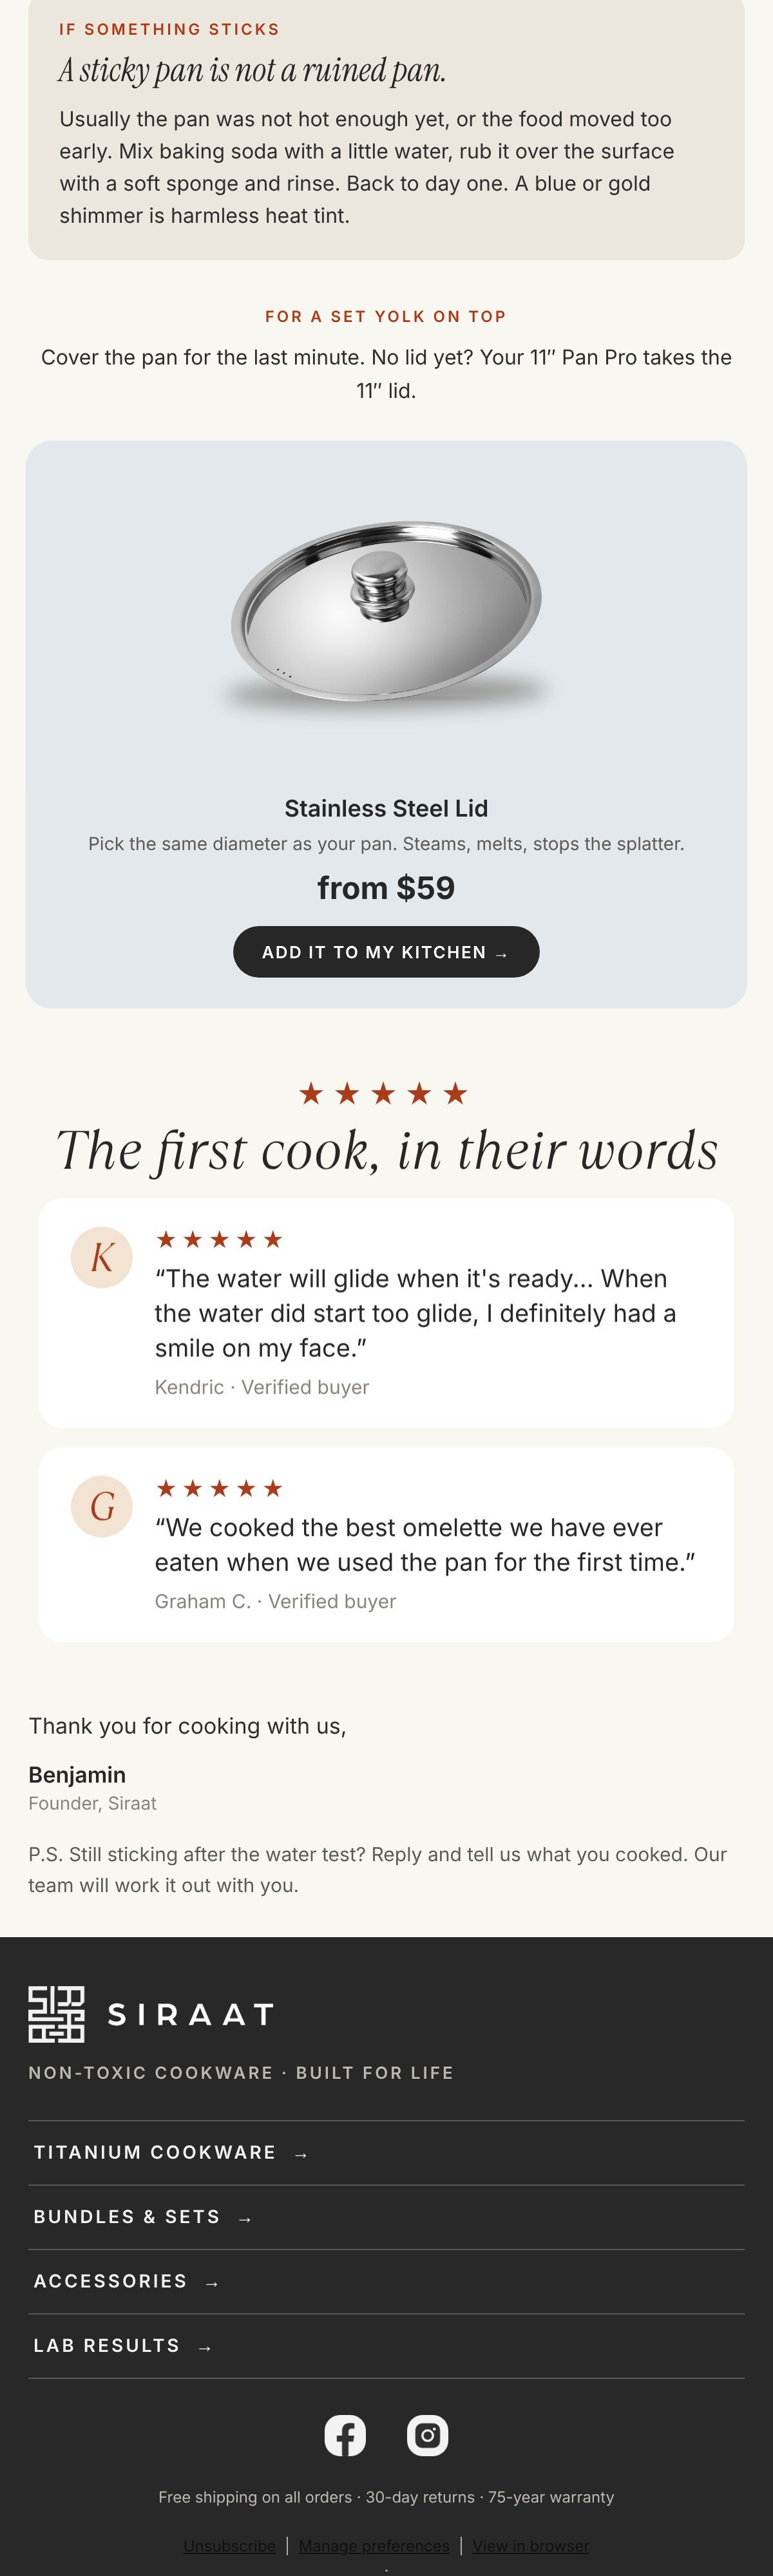 IF SOMETHING STICKS
A sticky pan is not a ruined pan.
Usually the pan was not hot enough yet, or the food moved too
early. Mix baking soda with a little water, rub it over the surface
with a soft sponge and rinse. Back to day one. A blue or gold
shimmer is harmless heat tint.
FOR A SET YOLK ON TOP
Cover the pan for the last minute. No lid yet? Your 11″ Pan Pro takes the
11″ lid.
Stainless Steel Lid
Pick the same diameter as your pan. Steams, melts, stops the splatter.
from $59
ADD IT TO MY KITCHEN →
★ ★ ★ ★ ★
The first cook, in their words
K
★ ★ ★ ★ ★
“The water will glide when it's ready... When
the water did start too glide, I definitely had a
smile on my face.”
Kendric · Verified buyer
G
★ ★ ★ ★ ★
“We cooked the best omelette we have ever
eaten when we used the pan for the first time.”
Graham C. · Verified buyer
Thank you for cooking with us,
Benjamin
Founder, Siraat
P.S. Still sticking after the water test? Reply and tell us what you cooked. Our
team will work it out with you.
SIRAAT
NON-TOXIC COOKWARE · BUILT FOR LIFE
TITANIUM COOKWARE →
BUNDLES & SETS →
ACCESSORIES →
LAB RESULTS →
Free shipping on all orders · 30-day returns · 75-year warranty
Unsubscribe | Manage preferences | View in browser
.